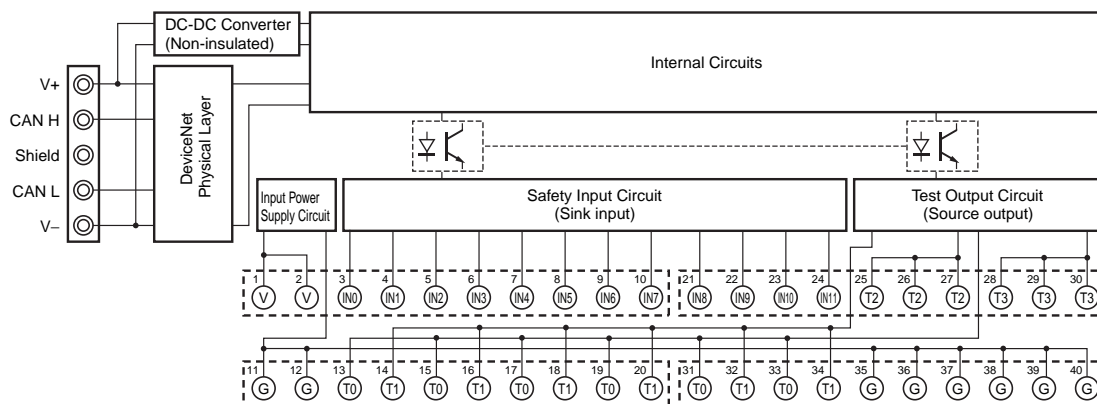 DC-DC Converter
(Non-insulated)
Internal Circuits
V+
CAN H
Shield
CAN L
V–
DeviceNet
Physical Layer
Input Power
Supply Circuit
Safety Input Circuit
(Sink input)
Test Output Circuit
(Source output)
1 2 3 4 5 6 7 8 9 10 21 22 23 24 25 26 27 28 29 30
V V IN0 IN1 IN2 IN3 IN4 IN5 IN6 IN7 IN8 IN9 IN10 IN11 T2 T2 T2 T3 T3 T3
11 12 13 14 15 16 17 18 19 20 31 32 33 34 35 36 37 38 39 40
G G T0 T1 T0 T1 T0 T1 T0 T1 T0 T1 T0 T1 G G G G G G